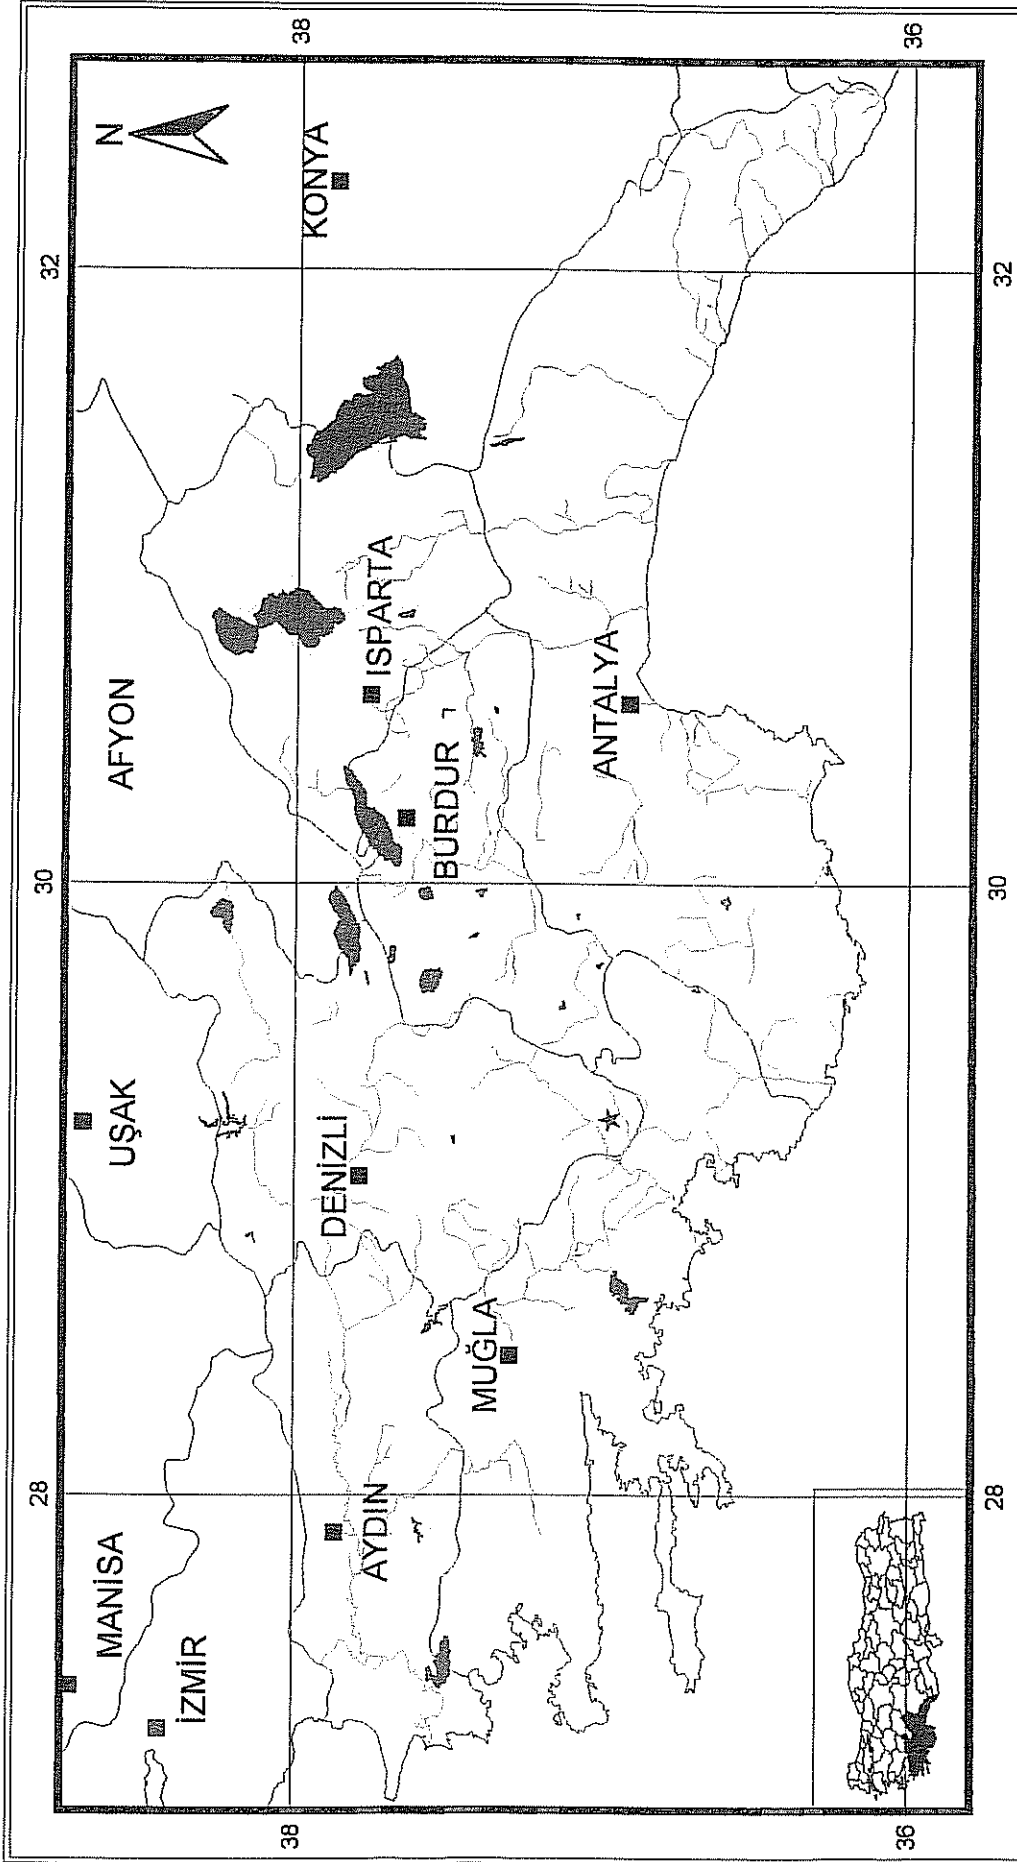 28
30
32
MANİSA
UŞAK
AFYON
N
İZMİR
38
38
KONYA
DENİZLİ
AYDIN
ISPARTA
BURDUR
MUĞLA
ANTALYA
36
36
28
30
32